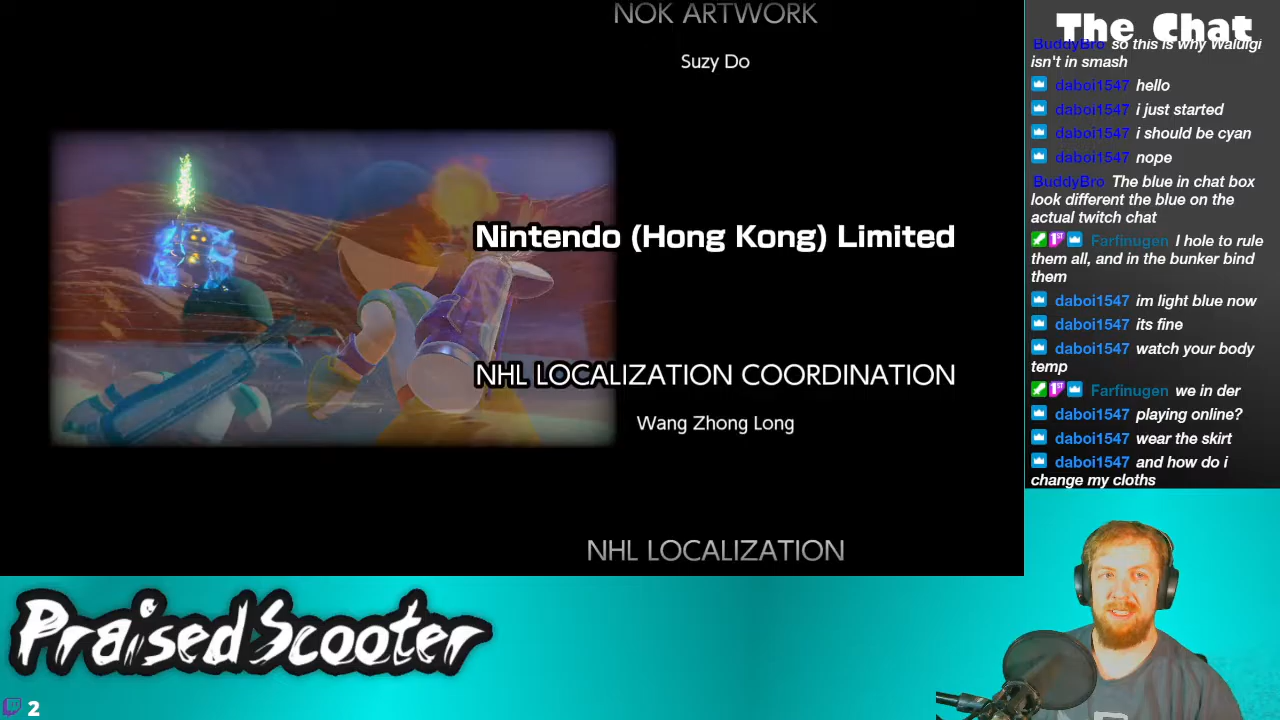 NOK ARTWORK
Suzy Do
Nintendo (Hong Kong) Limited
NHL LOCALIZATION COORDINATION
Wang Zhong Long
NHL LOCALIZATION
The Chat
BuddyBro so this is why Waluigi
isn't in smash
daboi1547 hello
daboi1547 i just started
daboi1547 i should be cyan
daboi1547 nope
BuddyBro The blue in chat box
look different the blue on the
actual twitch chat
Farfinugen I hole to rule
them all, and in the bunker bind
them
daboi1547 im light blue now
daboi1547 its fine
daboi1547 watch your body
temp
Farfinugen we in der
daboi1547 playing online?
daboi1547 wear the skirt
daboi1547 and how do i
change my cloths
PraisedScooter
2